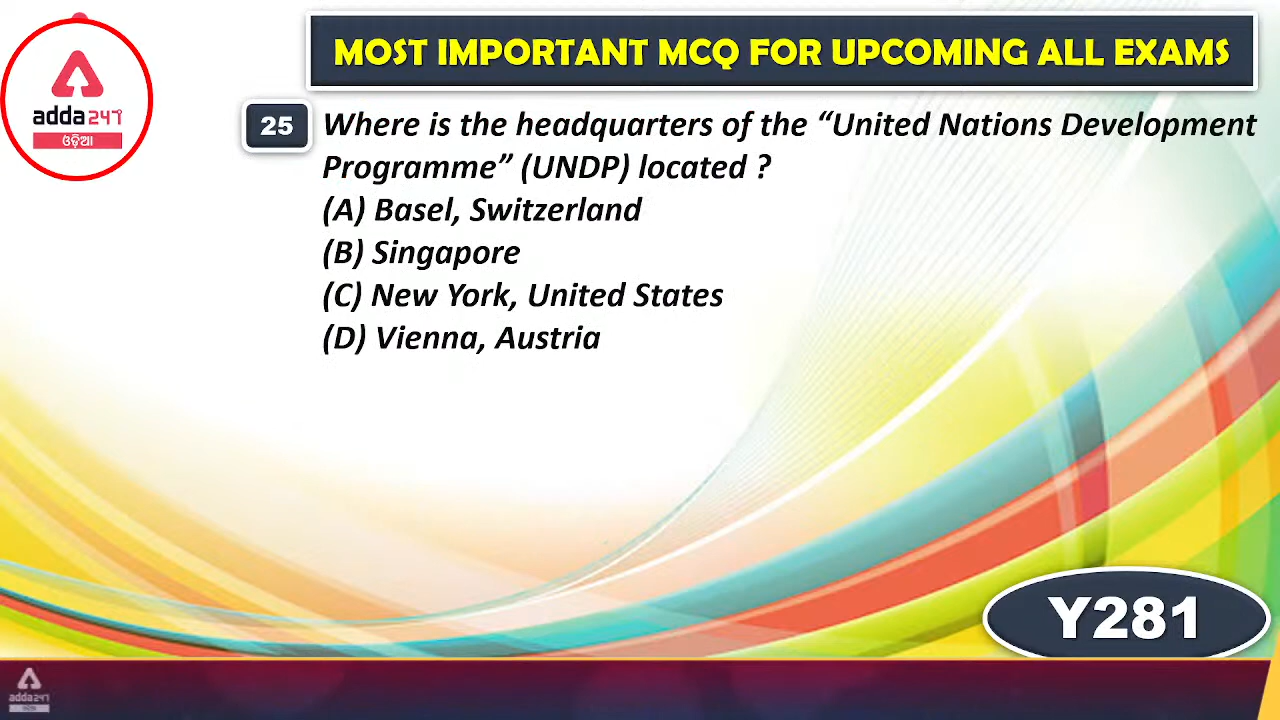 MOST IMPORTANT MCQ FOR UPCOMING ALL EXAMS
adda247
ଓଡ଼ିଆ
25 Where is the headquarters of the “United Nations Development
Programme” (UNDP) located ?
(A) Basel, Switzerland
(B) Singapore
(C) New York, United States
(D) Vienna, Austria
Y281
adda247